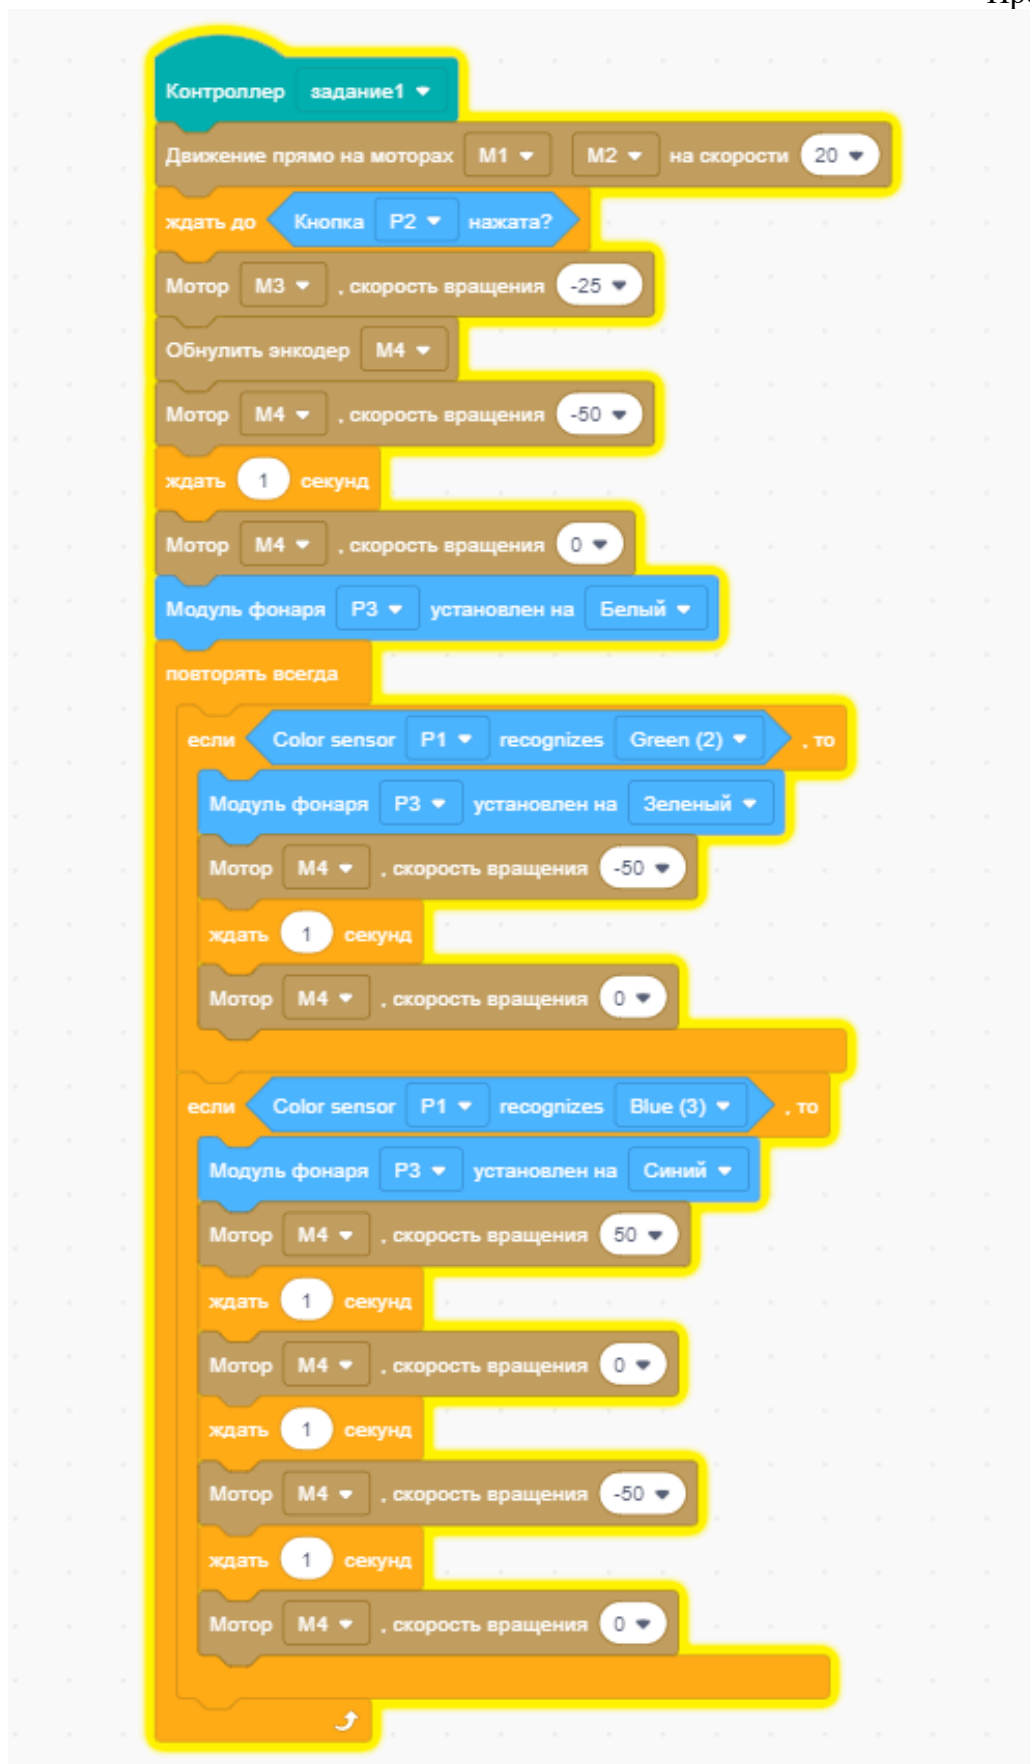 Контроллер задание1
Движение прямо на моторах M1 M2 на скорости 20
ждать до Кнопка P2 нажата?
Мотор M3 , скорость вращения -25
Обнулить энкодер M4
Мотор M4 , скорость вращения -50
ждать 1 секунд
Мотор M4 , скорость вращения 0
Модуль фонаря P3 установлен на Белый
повторять всегда
если Color sensor P1 recognizes Green (2) , то
Модуль фонаря P3 установлен на Зеленый
Мотор M4 , скорость вращения -50
ждать 1 секунд
Мотор M4 , скорость вращения 0
если Color sensor P1 recognizes Blue (3) , то
Модуль фонаря P3 установлен на Синий
Мотор M4 , скорость вращения 50
ждать 1 секунд
Мотор M4 , скорость вращения 0
ждать 1 секунд
Мотор M4 , скорость вращения -50
ждать 1 секунд
Мотор M4 , скорость вращения 0